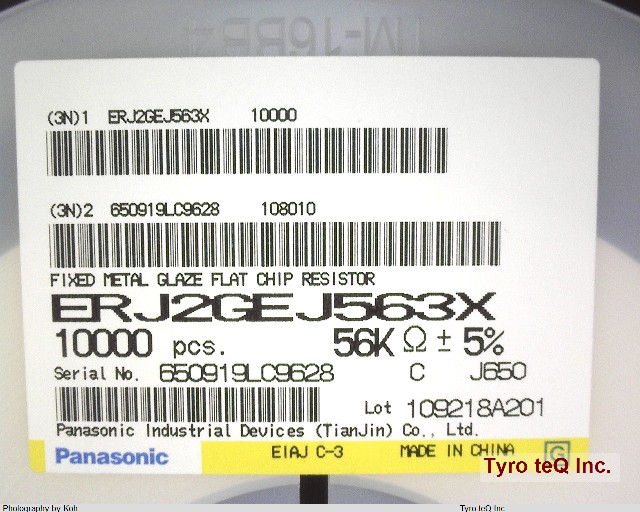 M-16BB4
(3N)1 ERJ2GEJ563X 10000
(3N)2 650919LC9628 108010
FIXED METAL GLAZE FLAT CHIP RESISTOR
ERJ2GEJ563X
10000 pcs. 56K Ω ± 5%
Serial No. 650919LC9628 C J650
Lot 109218A201
Panasonic Industrial Devices (TianJin) Co., Ltd.
Panasonic EIAJ C-3 MADE IN CHINA G
Tyro teQ Inc.
Photography by Koh Tyro teQ Inc